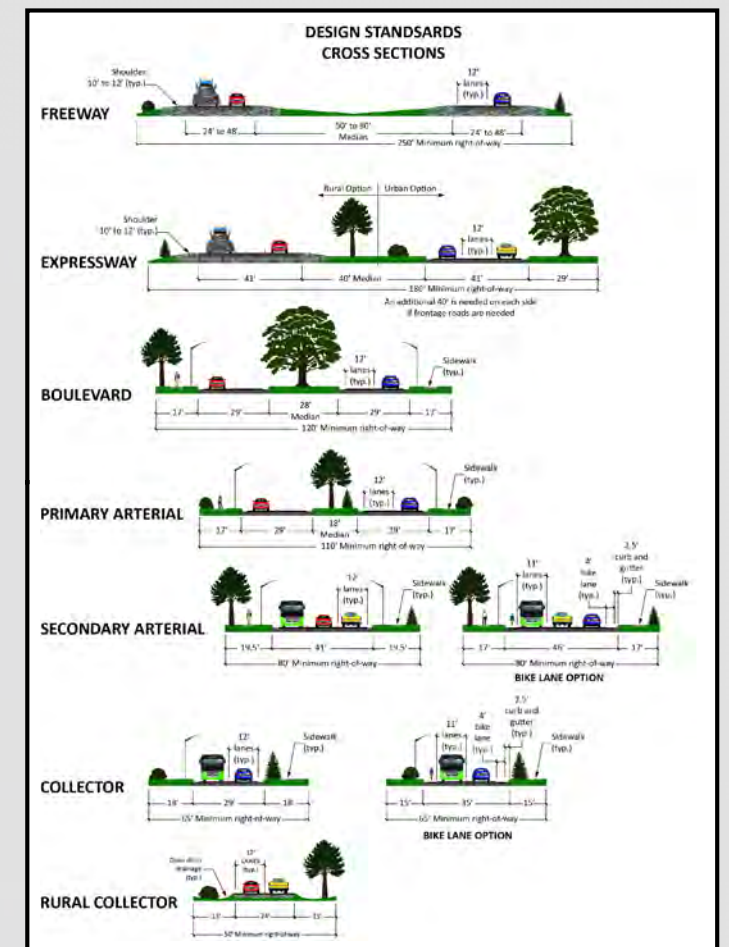 DESIGN STANDSARDS
CROSS SECTIONS
FREEWAY
Shoulder
10' to 12' (typ.)
12'
lanes
(typ.)
24' to 48'
50' to 90'
Median
24' to 48'
250' Minimum right-of-way
EXPRESSWAY
Rural Option
Urban Option
Shoulder
10' to 12' (typ.)
12'
lanes
(typ.)
41'
40' Median
41'
29'
180' Minimum right-of-way
An additional 40' is needed on each side
if frontage roads are needed
BOULEVARD
12'
lanes
(typ.)
Sidewalk
(typ.)
17'
29'
28'
Median
29'
17'
120' Minimum right-of-way
PRIMARY ARTERIAL
12'
lanes
(typ.)
Sidewalk
(typ.)
17'
29'
18'
Median
29'
17'
110' Minimum right-of-way
SECONDARY ARTERIAL
12'
lanes
(typ.)
Sidewalk
(typ.)
19.5'
41'
19.5'
80' Minimum right-of-way
11'
lanes
(typ.)
4'
bike
lane
(typ.)
2.5'
curb and
gutter
(typ.)
Sidewalk
(typ.)
17'
46'
17'
Minimum right-of-way
BIKE LANE OPTION
COLLECTOR
12'
lanes
(typ.)
Sidewalk
(typ.)
18'
29'
18'
65' Minimum right-of-way
11'
lanes
(typ.)
4'
bike
lane
(typ.)
2.5'
curb and
gutter
(typ.)
Sidewalk
(typ.)
15'
35'
15'
65' Minimum right-of-way
BIKE LANE OPTION
RURAL COLLECTOR
drainage
(typ.)
12'
lanes
(typ.)
13'
24'
13'
50' Minimum right-of-way